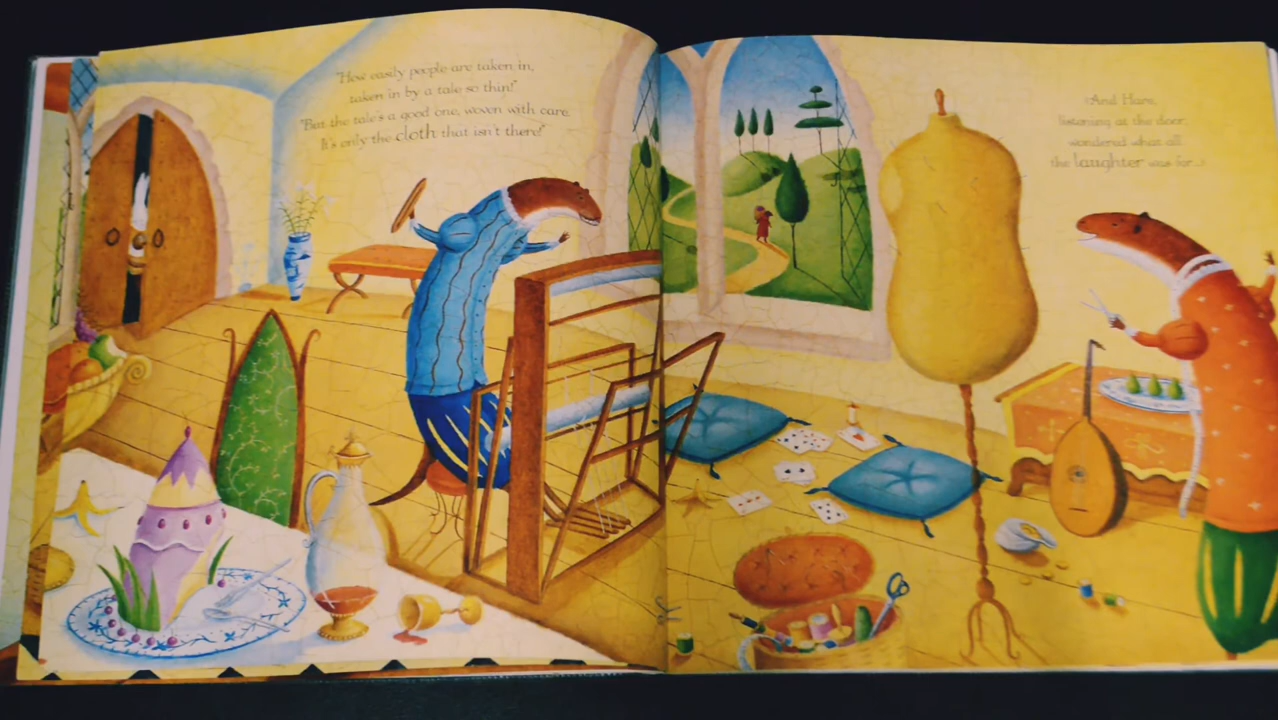 "How easily people are taken in,
taken in by a tale so thin!"
"But the tale's a good one, woven with care.
It's only the cloth that isn't there!"
And Hare,
listening at the door,
wondered what all
the laughter was for...